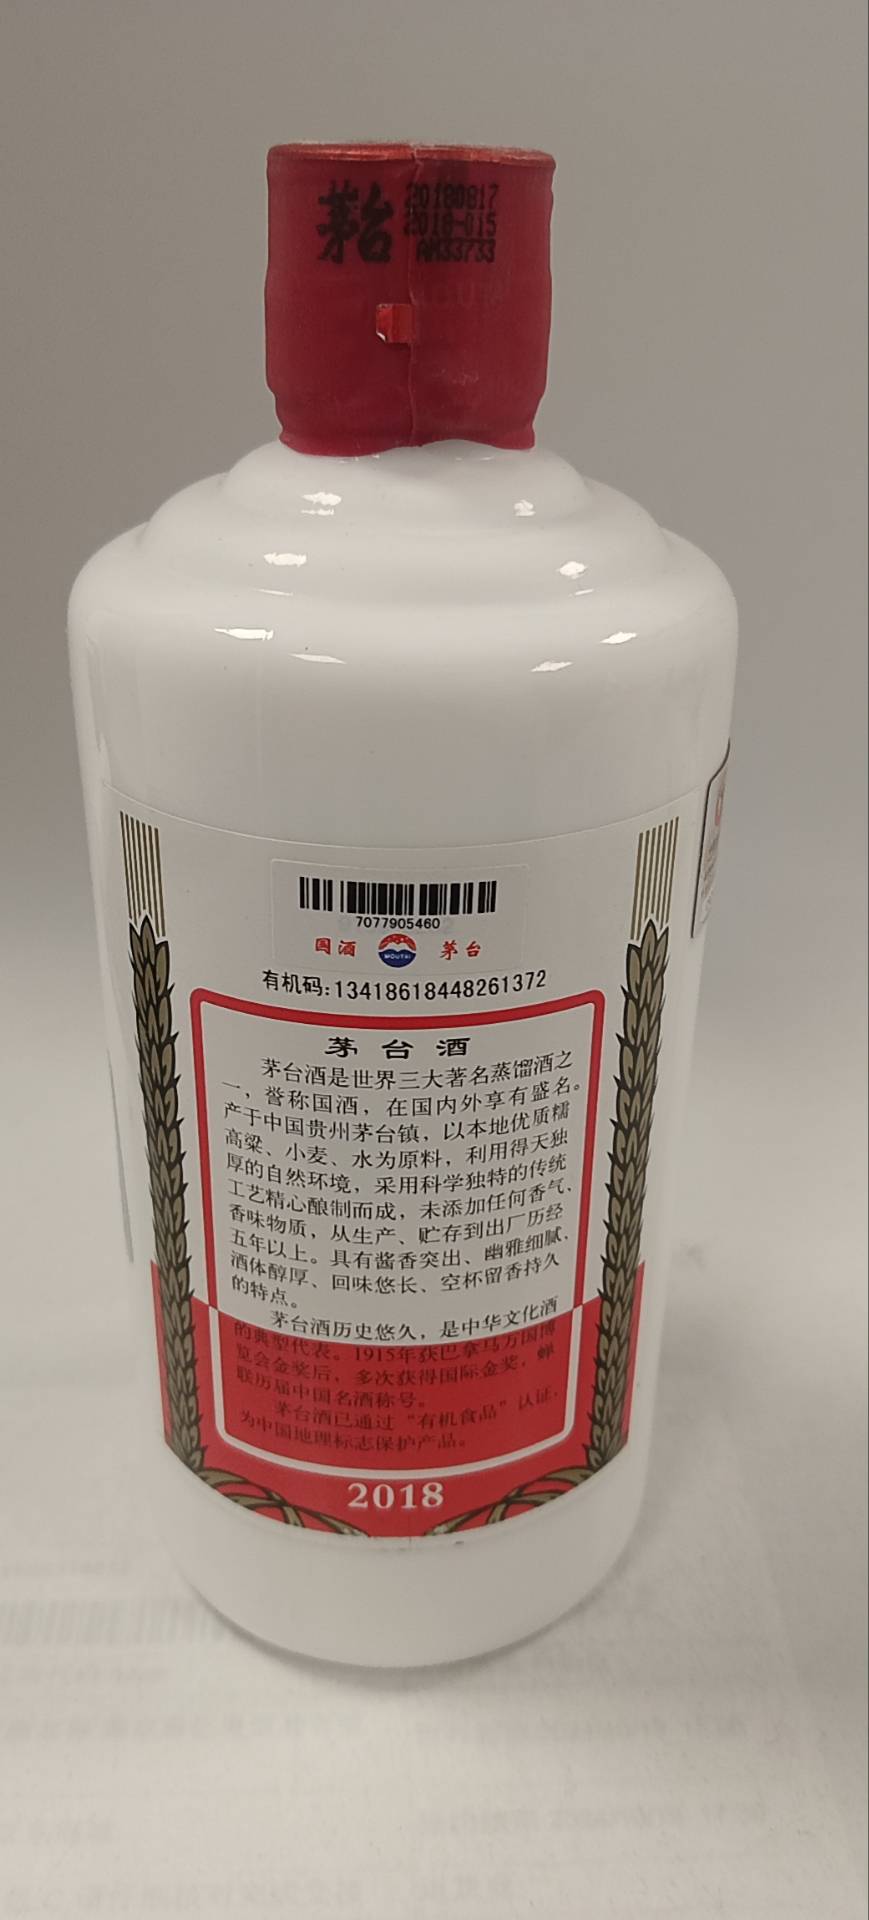 茅台
20180817
2018-015
AM33733
7077905460
国酒 MOUTAI 茅台
有机码:13418618448261372
茅台酒
茅台酒是世界三大著名蒸馏酒之
一，誉称国酒，在国内外享有盛名。
产于中国贵州茅台镇，以本地优质糯
高粱、小麦、水为原料，利用得天独
厚的自然环境，采用科学独特的传统
工艺精心酿制而成，未添加任何香气、
香味物质，从生产、贮存到出厂历经
五年以上。具有酱香突出、幽雅细腻、
酒体醇厚、回味悠长、空杯留香持久
的特点。
茅台酒历史悠久，是中华文化酒
的典型代表。1915年获巴拿马万国博
览会金奖后，多次获得国际金奖，蝉
联历届中国名酒称号。
茅台酒已通过“有机食品”认证，
为中国地理标志保护产品。
2018